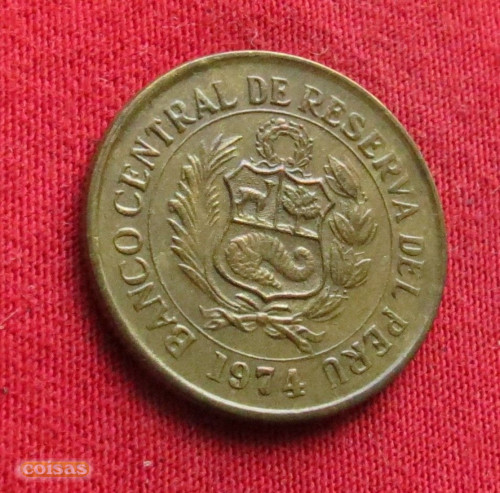 BANCO CENTRAL DE RESERVA DEL PERU
1974
coisas